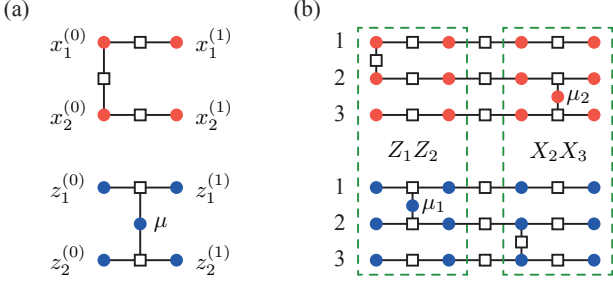 (a)
x_1^{(0)} x_1^{(1)}
x_2^{(0)} x_2^{(1)}
z_1^{(0)} z_1^{(1)}
μ
z_2^{(0)} z_2^{(1)}
(b)
1
2
μ_2
3
Z_1Z_2 X_2X_3
1
μ_1
2
3